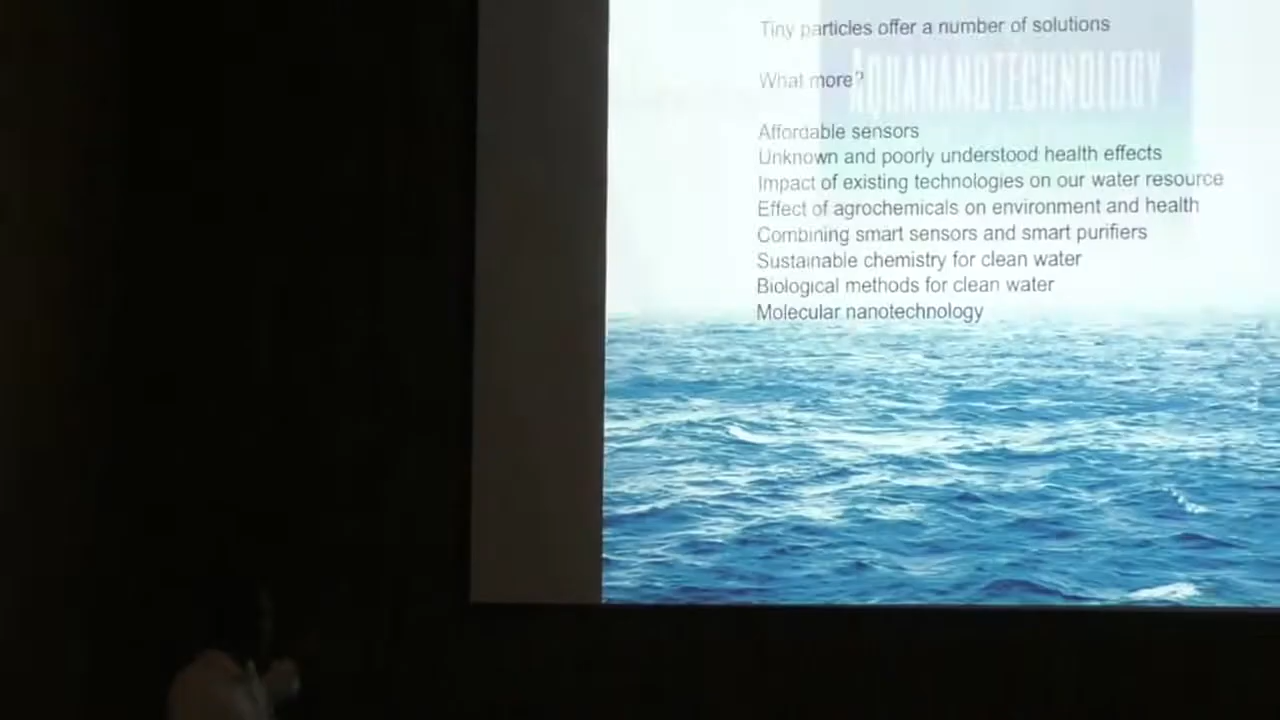 Tiny particles offer a number of solutions
What more?
AQUANANOTECHNOLOGY
Affordable sensors
Unknown and poorly understood health effects
Impact of existing technologies on our water resource
Effect of agrochemicals on environment and health
Combining smart sensors and smart purifiers
Sustainable chemistry for clean water
Biological methods for clean water
Molecular nanotechnology